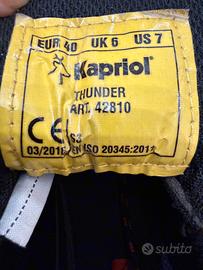 EUR 40 UK 6 US 7
Kapriol
THUNDER
ART. 42810
CE S3
03/2016 EN ISO 20345:2011
subito